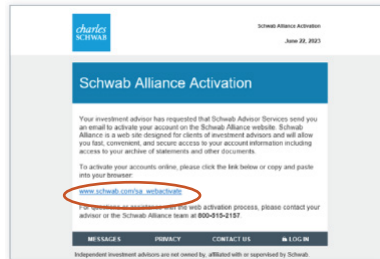 charles
SCHWAB
Schwab Alliance Activation
June 22, 2023
Schwab Alliance Activation
Your investment advisor has requested that Schwab Advisor Services send you
an email to activate your account on the Schwab Alliance website. Schwab
Alliance is a web site designed for clients of investment advisors and will allow
you fast, convenient, and secure access to your account information including
access to your archive of statements and other documents.
To activate your accounts online, please click the link below or copy and paste
into your browser:
www.schwab.com/sa_webactivate
For questions or assistance with the web activation process, please contact your
advisor or the Schwab Alliance team at 800-515-2157.
MESSAGES PRIVACY CONTACT US LOG IN
Independent investment advisors are not owned by, affiliated with or supervised by Schwab.